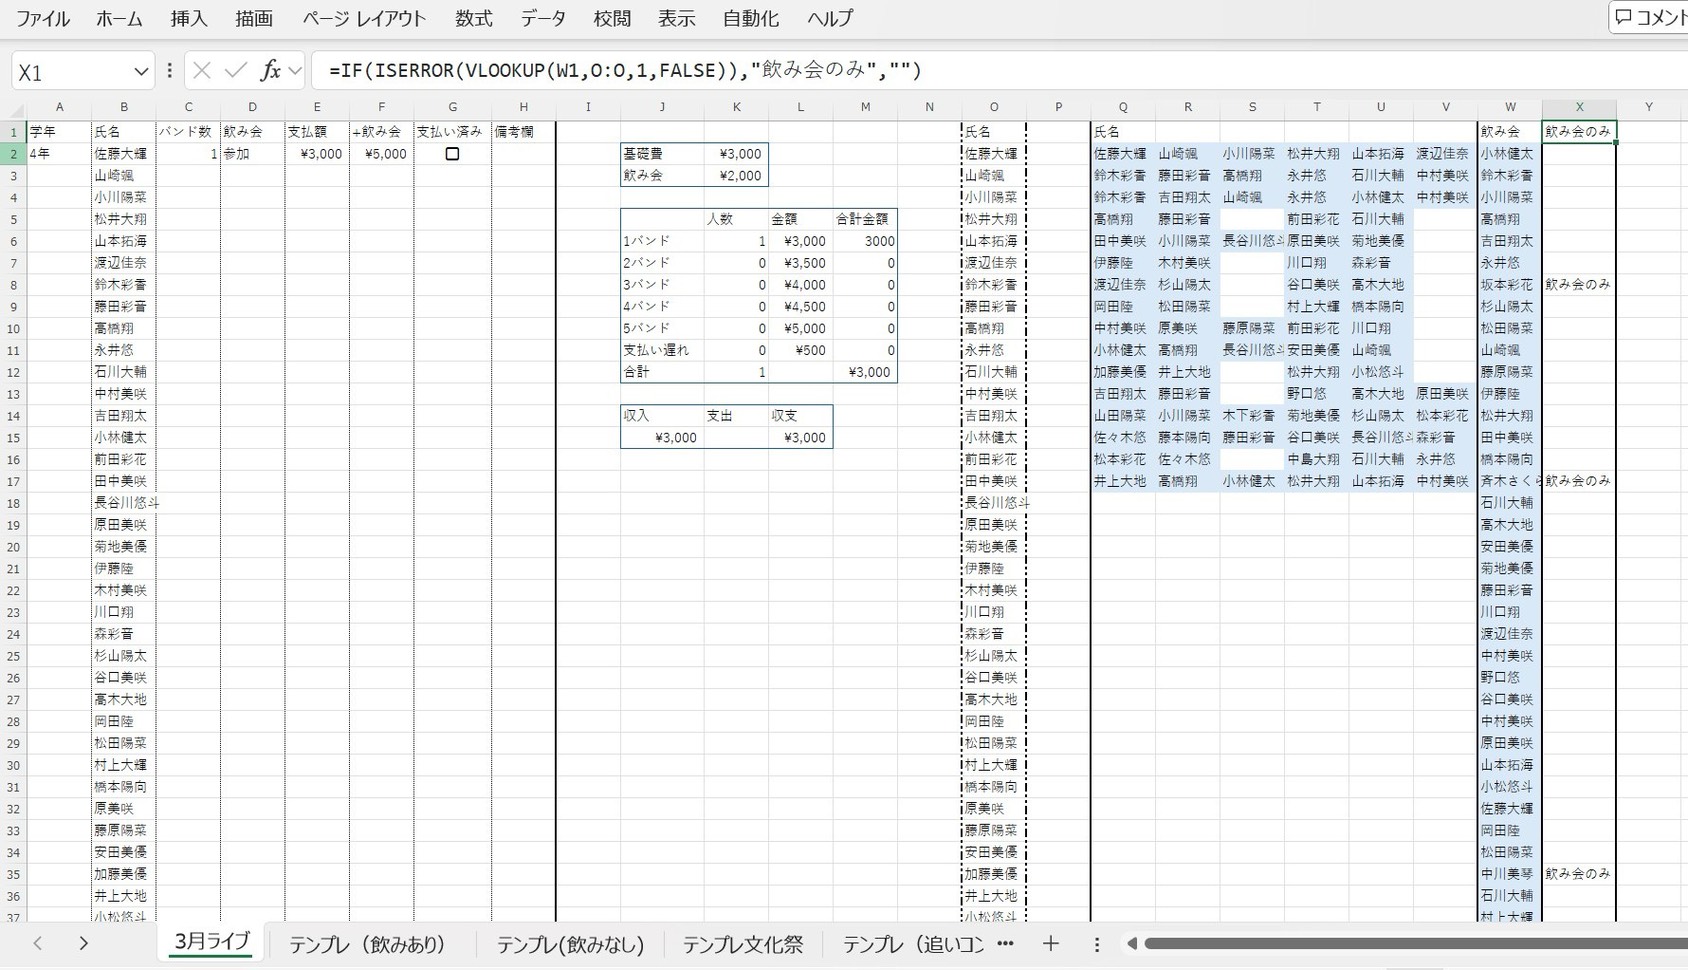 ファイル ホーム 挿入 描画 ページ レイアウト 数式 データ 校閲 表示 自動化 ヘルプ コメント
X1 fx =IF(ISERROR(VLOOKUP(W1,O:O,1,FALSE)),"飲み会のみ","")
A B C D E F G H I J K L M N O P Q R S T U V W X Y
1 学年 氏名 バンド数 飲み会 支払額 +飲み会 支払い済み 備考欄 氏名 氏名 飲み会 飲み会のみ
2 4年 佐藤大輝 1 参加 ¥3,000 ¥5,000 基礎費 ¥3,000 佐藤大輝 佐藤大輝 山崎颯 小川陽菜 松井大翔 山本拓海 渡辺佳奈 小林健太
3 山崎颯 飲み会 ¥2,000 山崎颯 鈴木彩香 藤田彩音 高橋翔 永井悠 石川大輔 中村美咲 鈴木彩香
4 小川陽菜 小川陽菜 鈴木彩香 吉田翔太 山崎颯 永井悠 小林健太 中村美咲 小川陽菜
5 松井大翔 人数 金額 合計金額 松井大翔 高橋翔 藤田彩音 前田彩花 石川大輔 高橋翔
6 山本拓海 1バンド 1 ¥3,000 3000 山本拓海 田中美咲 小川陽菜 長谷川悠斗 原田美咲 菊地美優 吉田翔太
7 渡辺佳奈 2バンド 0 ¥3,500 0 渡辺佳奈 伊藤陸 木村美咲 川口翔 森彩音 永井悠
8 鈴木彩香 3バンド 0 ¥4,000 0 鈴木彩香 渡辺佳奈 杉山陽太 谷口美咲 高木大地 坂本彩花 飲み会のみ
9 藤田彩音 4バンド 0 ¥4,500 0 藤田彩音 岡田陸 松田陽菜 村上大輝 橋本陽向 杉山陽太
10 高橋翔 5バンド 0 ¥5,000 0 高橋翔 中村美咲 原美咲 藤原陽菜 前田彩花 川口翔 松田陽菜
11 永井悠 支払い遅れ 0 ¥500 0 永井悠 小林健太 高橋翔 長谷川悠斗 安田美優 山崎颯 山崎颯
12 石川大輔 合計 1 ¥3,000 石川大輔 加藤美優 井上大地 松井大翔 小松悠斗 藤原陽菜
13 中村美咲 中村美咲 吉田翔太 藤田彩音 野口悠 高木大地 原田美咲 伊藤陸
14 吉田翔太 収入 支出 収支 吉田翔太 山田陽菜 小川陽菜 木下彩香 菊地美優 杉山陽太 松本彩花 松井大翔
15 小林健太 ¥3,000 ¥3,000 小林健太 佐々木悠 藤本陽向 藤田彩音 谷口美咲 長谷川悠斗 森彩音 田中美咲
16 前田彩花 前田彩花 松本彩花 佐々木悠 中島大翔 石川大輔 永井悠 橋本陽向
17 田中美咲 田中美咲 井上大地 高橋翔 小林健太 松井大翔 山本拓海 中村美咲 斉木さくら 飲み会のみ
18 長谷川悠斗 長谷川悠斗 石川大輔
19 原田美咲 原田美咲 高木大地
20 菊地美優 菊地美優 安田美優
21 伊藤陸 伊藤陸 菊地美優
22 木村美咲 木村美咲 藤田彩音
23 川口翔 川口翔 川口翔
24 森彩音 森彩音 渡辺佳奈
25 杉山陽太 杉山陽太 中村美咲
26 谷口美咲 谷口美咲 野口悠
27 高木大地 高木大地 谷口美咲
28 岡田陸 岡田陸 中村美咲
29 松田陽菜 松田陽菜 原田美咲
30 村上大輝 村上大輝 山本拓海
31 橋本陽向 橋本陽向 小松悠斗
32 原美咲 原美咲 佐藤大輝
33 藤原陽菜 藤原陽菜 岡田陸
34 安田美優 安田美優 松田陽菜
35 加藤美優 加藤美優 中川美琴 飲み会のみ
36 井上大地 井上大地 石川大輔
37 小松悠斗 小松悠斗 村上大輝
3月ライブ テンプレ（飲みあり） テンプレ(飲みなし) テンプレ文化祭 テンプレ（追いコン ··· +